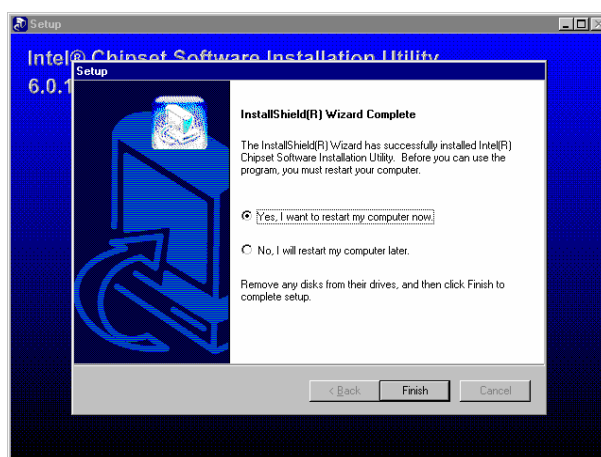 Setup
Intel® Chipset Software Installation Utility
6.0.1
Setup
InstallShield(R) Wizard Complete
The InstallShield(R) Wizard has successfully installed Intel(R)
Chipset Software Installation Utility. Before you can use the
program, you must restart your computer.
Yes, I want to restart my computer now.
No, I will restart my computer later.
Remove any disks from their drives, and then click Finish to
complete setup.
< Back Finish Cancel